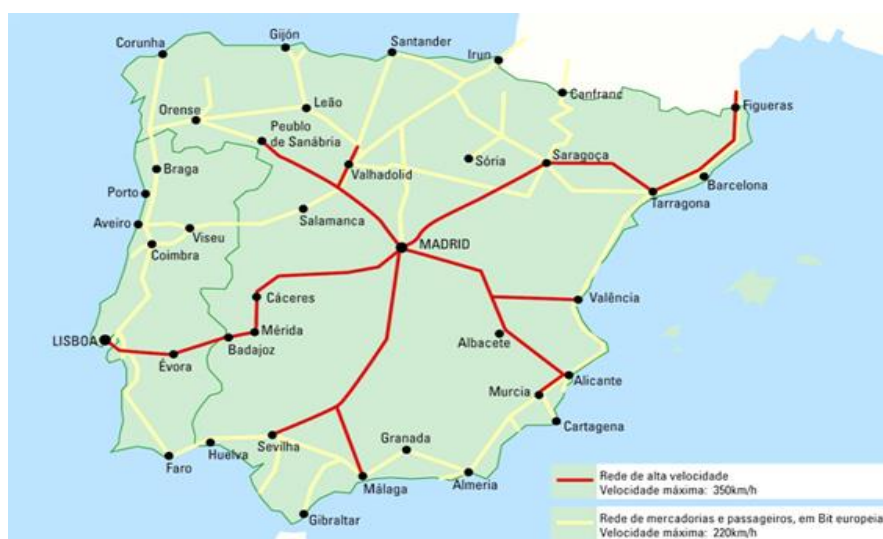 Corunha
Gijón
Santander
Irun
Canfranc
Figueras
Orense
Leão
Peublo
de Sanábria
Valhadolid
Sória
Saragoça
Braga
Porto
Barcelona
Tarragona
Aveiro
Viseu
Salamanca
Coimbra
MADRID
Cáceres
Valência
LISBOA
Mérida
Badajoz
Albacete
Évora
Alicante
Murcia
Cartagena
Sevilha
Granada
Faro
Huelva
Málaga
Almeria
Gibraltar
Rede de alta velocidade
Velocidade máxima: 350km/h
Rede de mercadorias e passageiros, em Bit europeia
Velocidade máxima: 220km/h